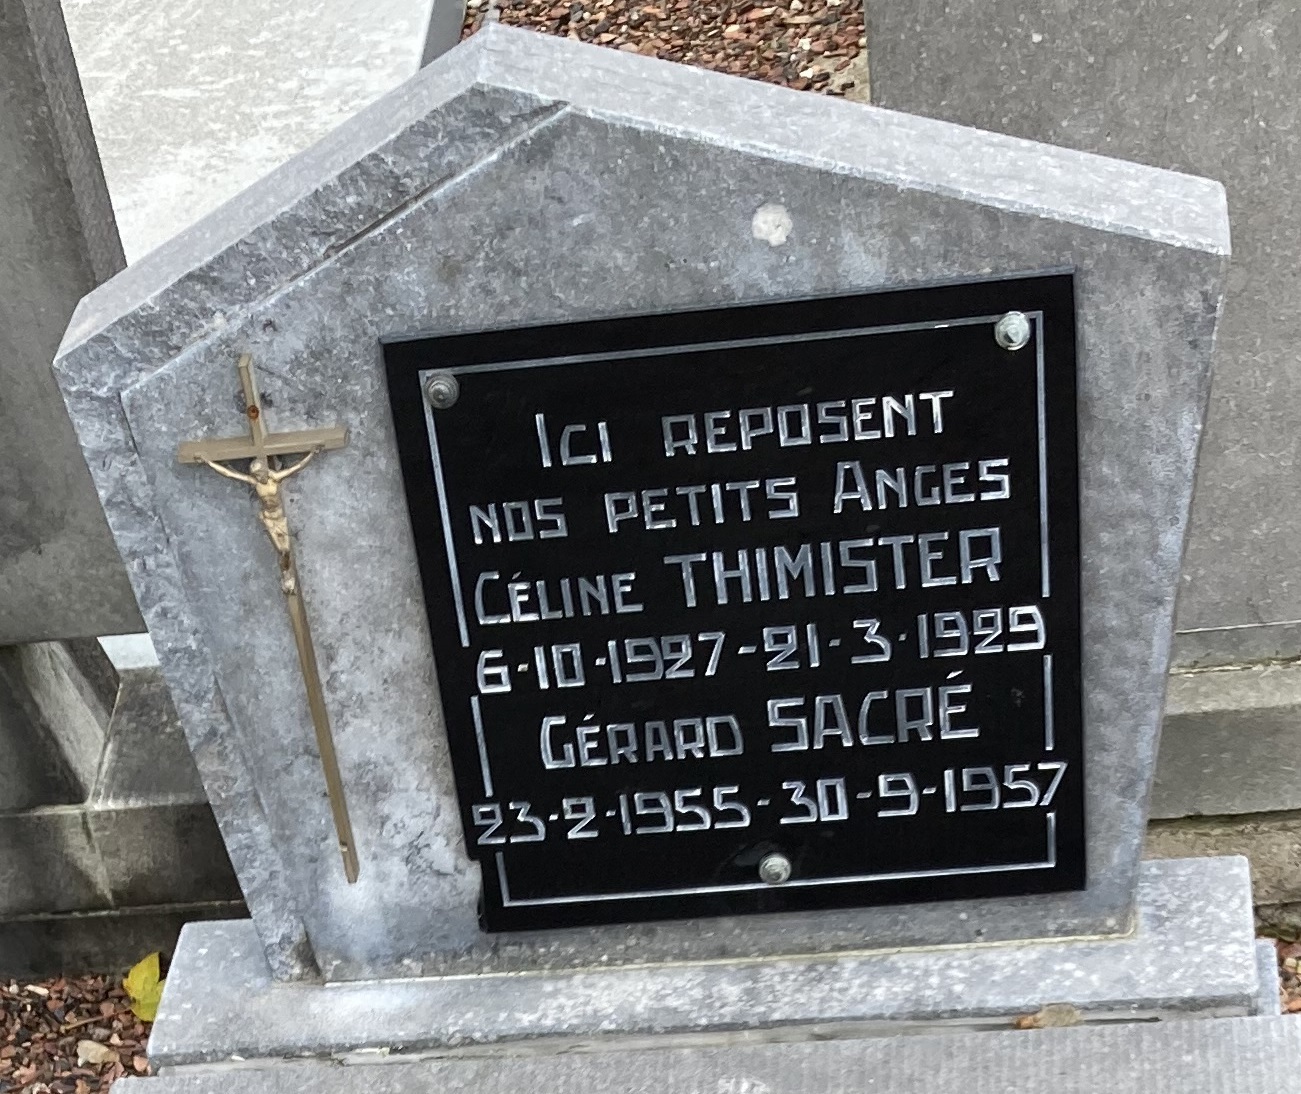 Ici reposent
nos petits Anges
Céline THIMISTER
6-10-1927-21-3-1929
Gérard SACRÉ
23-2-1955-30-9-1957